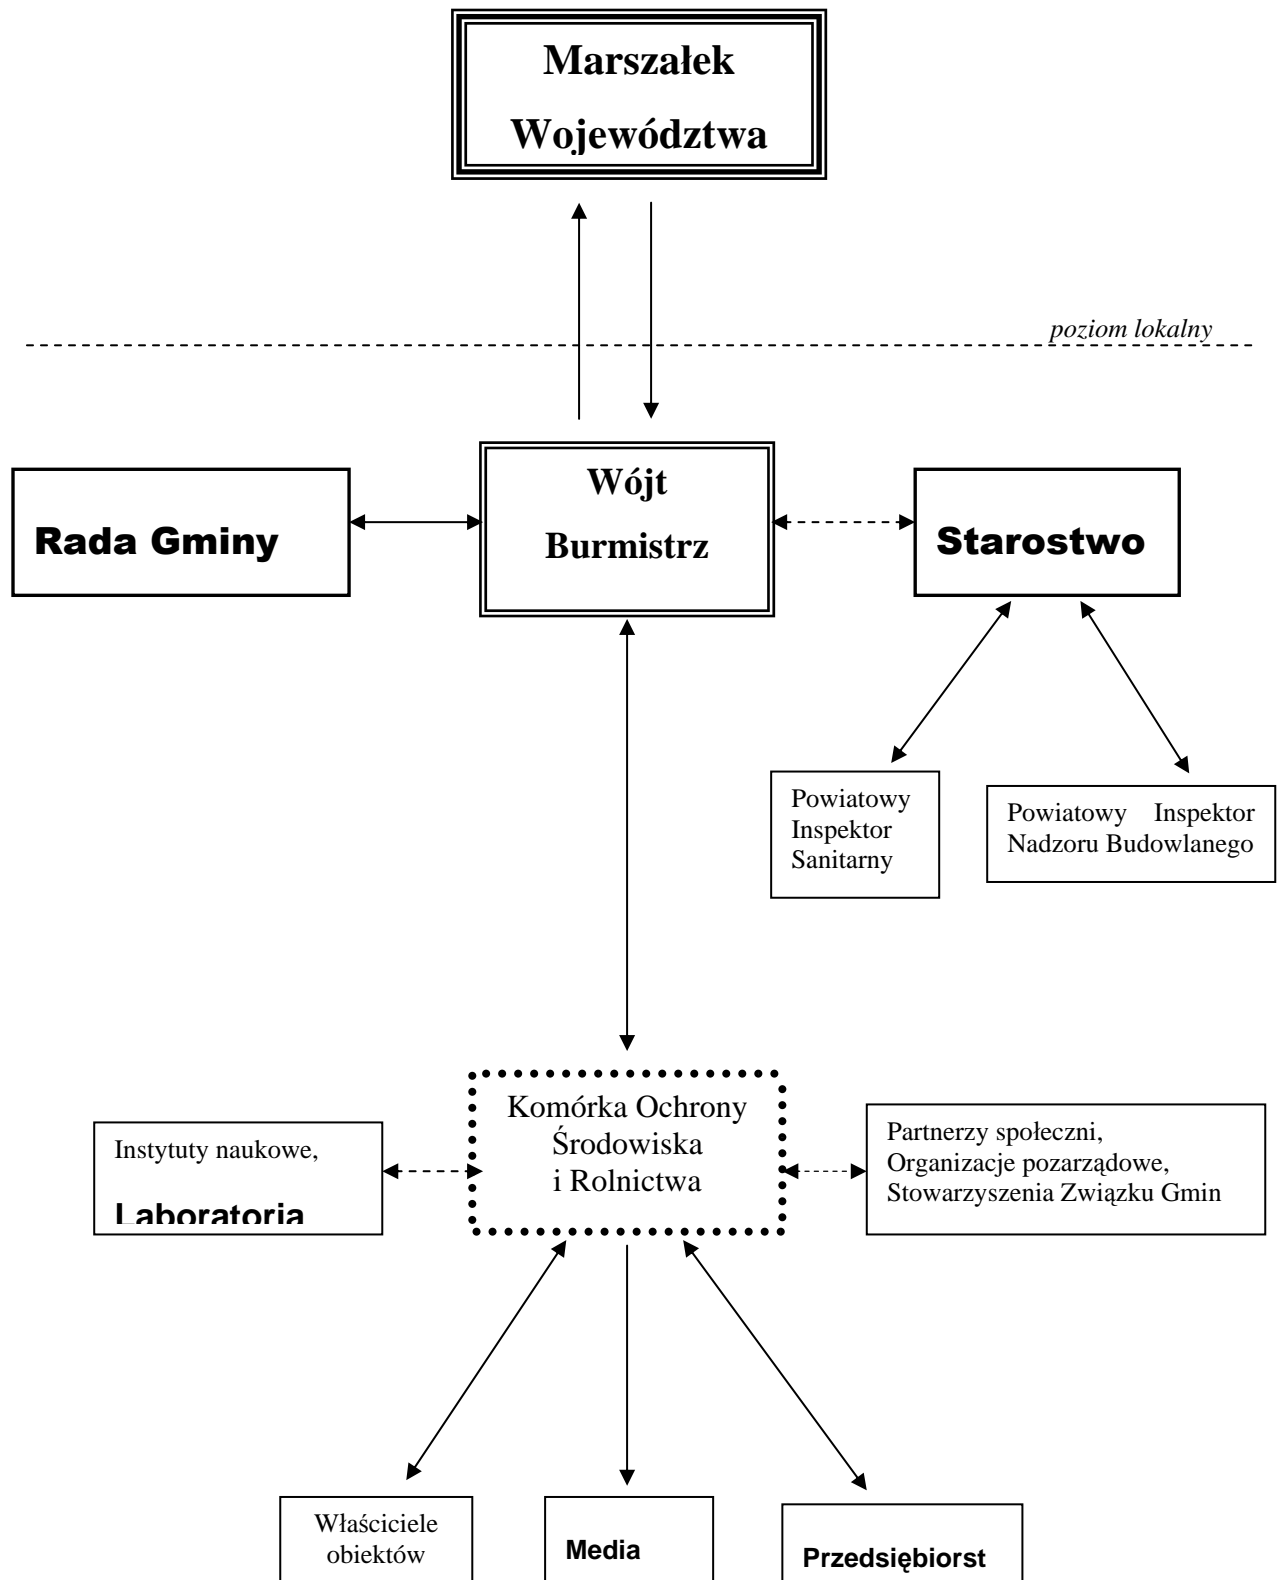 Marszałek
Województwa
poziom lokalny
Rada Gminy
Wójt
Burmistrz
Starostwo
Powiatowy
Inspektor
Sanitarny
Powiatowy Inspektor
Nadzoru Budowlanego
Komórka Ochrony
Środowiska
i Rolnictwa
Instytuty naukowe,
Laboratoria
Partnerzy społeczni,
Organizacje pozarządowe,
Stowarzyszenia Związku Gmin
Właściciele
obiektów
Media
Przedsiębiorst